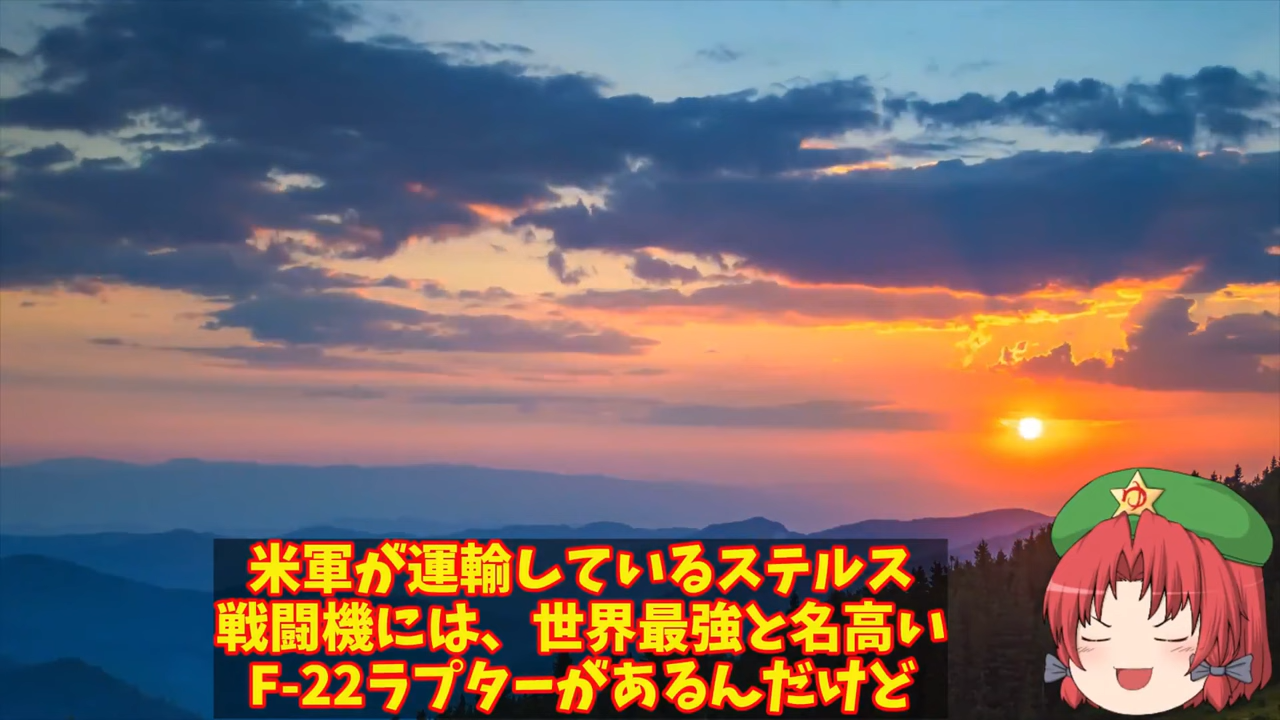 米軍が運輸しているステルス
戦闘機には、世界最強と名高い
F-22ラプターがあるんだけど
ゆ